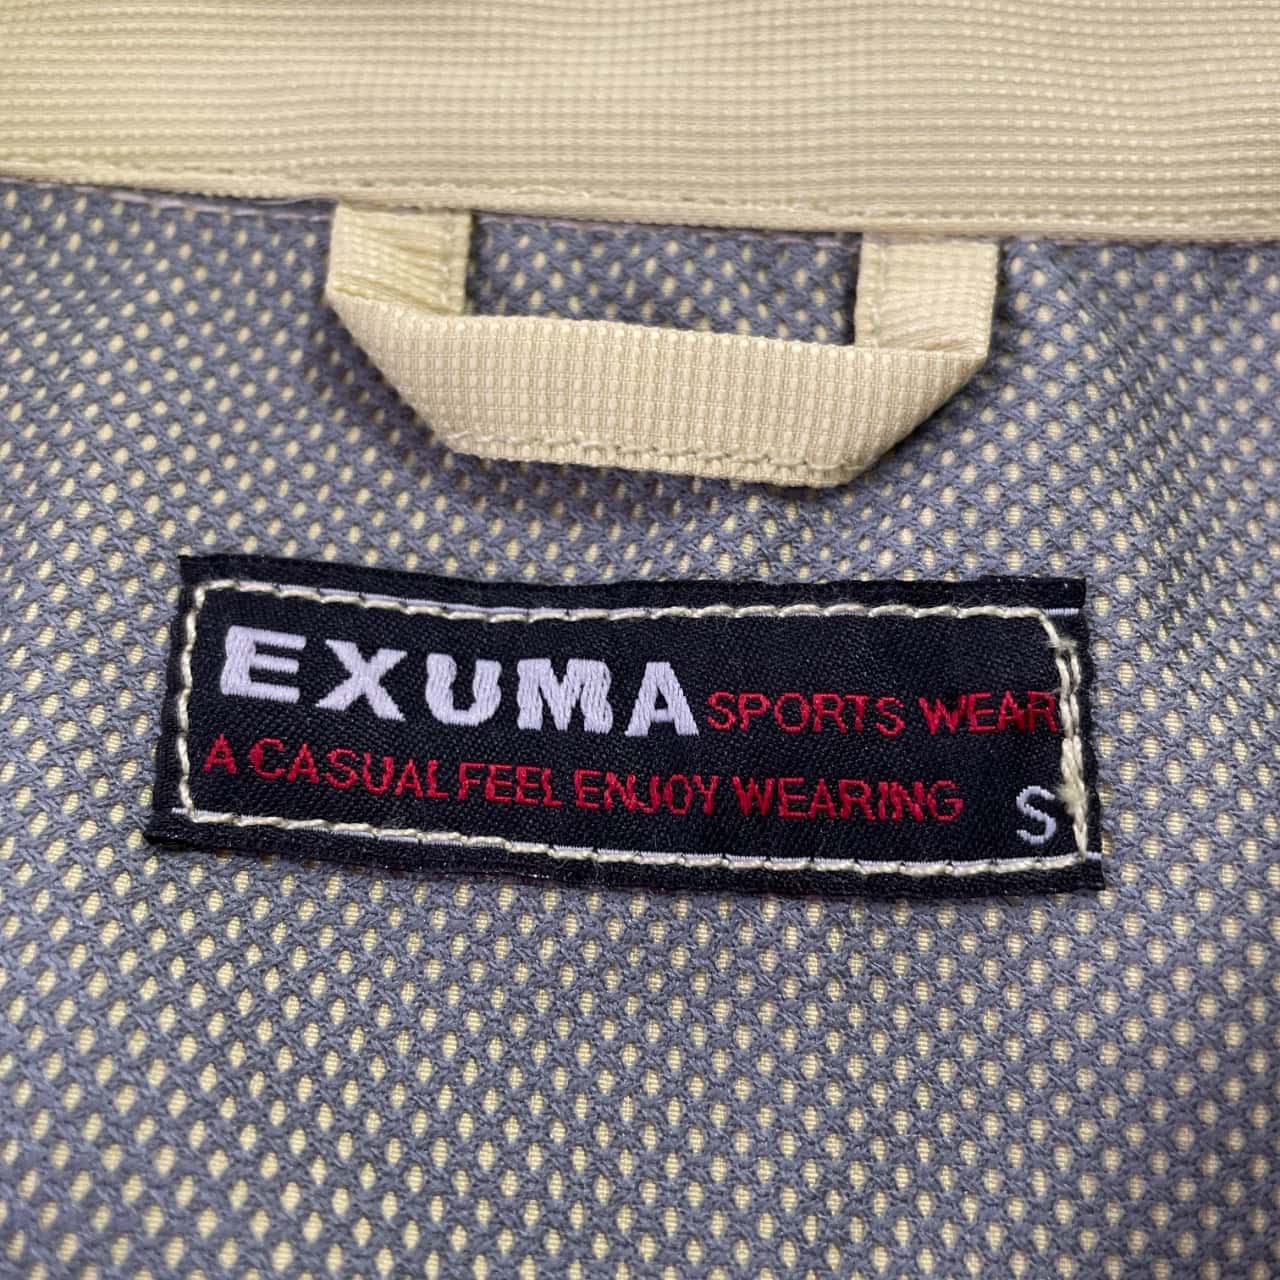 EXUMA SPORTS WEAR
A CASUAL FEEL ENJOY WEARING
S